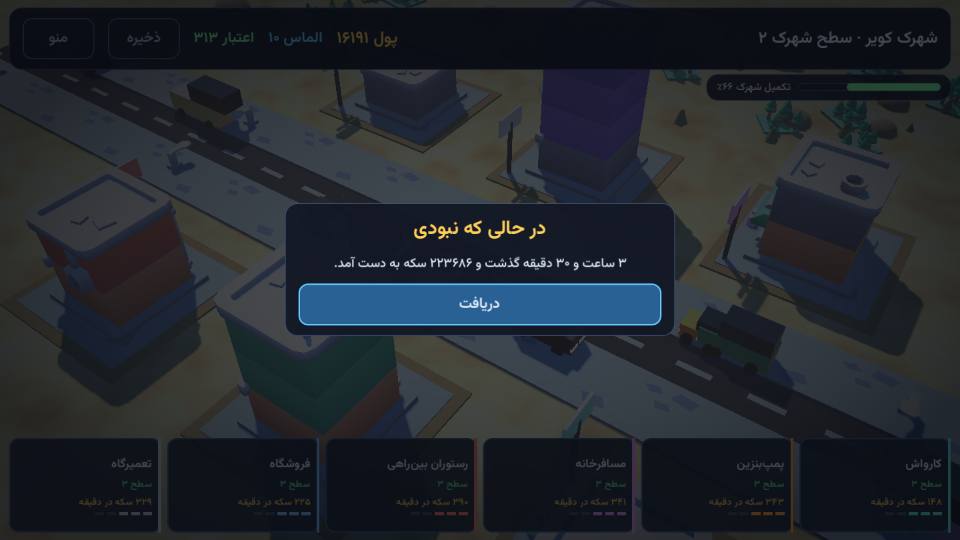 شهرک کویر · سطح شهرک ۲
پول ۱۶۱۹۱ الماس ۱۰ اعتبار ۳۱۳
ذخیره
منو
تکمیل شهرک ۶۶٪
در حالی که نبودی
۳ ساعت و ۳۰ دقیقه گذشت و ۲۲۳۶۸۶ سکه به دست آمد.
دریافت
کارواش
سطح ۳
۱۴۸ سکه در دقیقه
پمپ‌بنزین
سطح ۳
۳۴۳ سکه در دقیقه
مسافرخانه
سطح ۳
۳۴۱ سکه در دقیقه
رستوران بین‌راهی
سطح ۳
۳۹۰ سکه در دقیقه
فروشگاه
سطح ۳
۲۲۵ سکه در دقیقه
تعمیرگاه
سطح ۳
۳۲۹ سکه در دقیقه